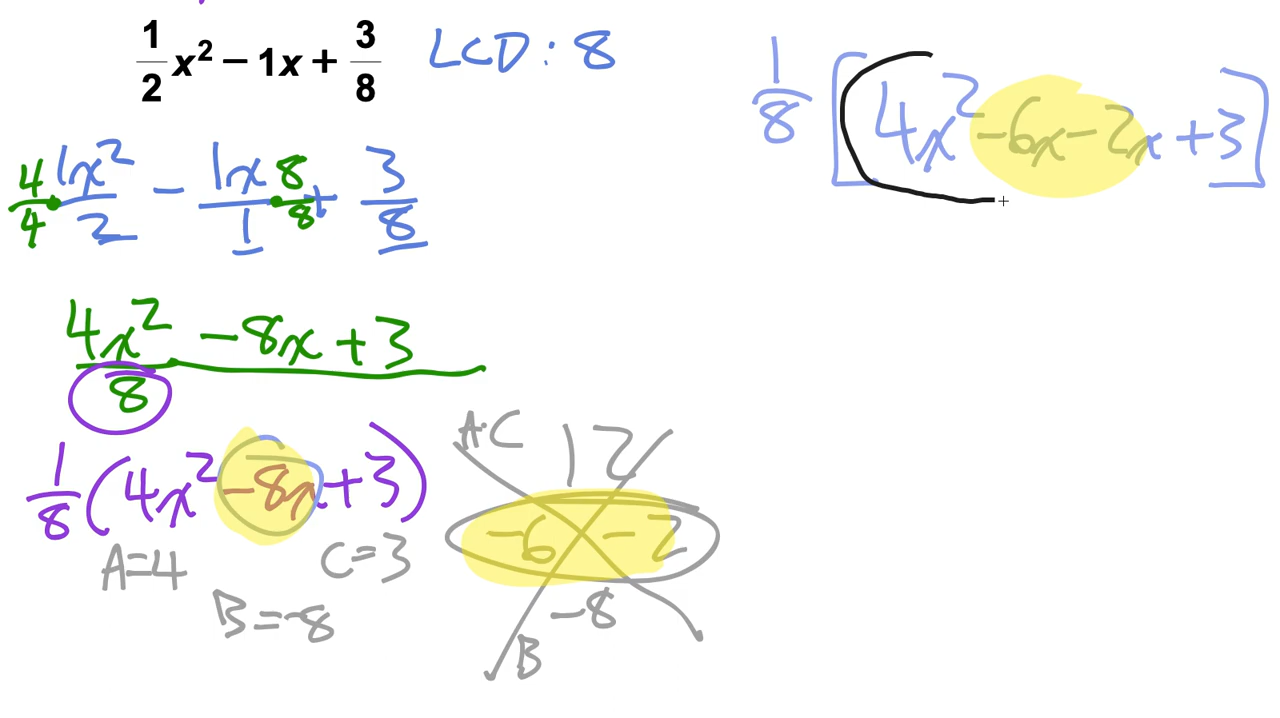 1/2 x² − 1x + 3/8 LCD: 8
4/4 • 1x²/2 − 1x/1 • 8/8 + 3/8
(4x² − 8x + 3)/8
1/8 (4x² − 8x + 3)
A=4 C=3
B=-8
A·C 12
-6 -2
-8
B
1/8 [(4x² − 6x − 2x + 3]